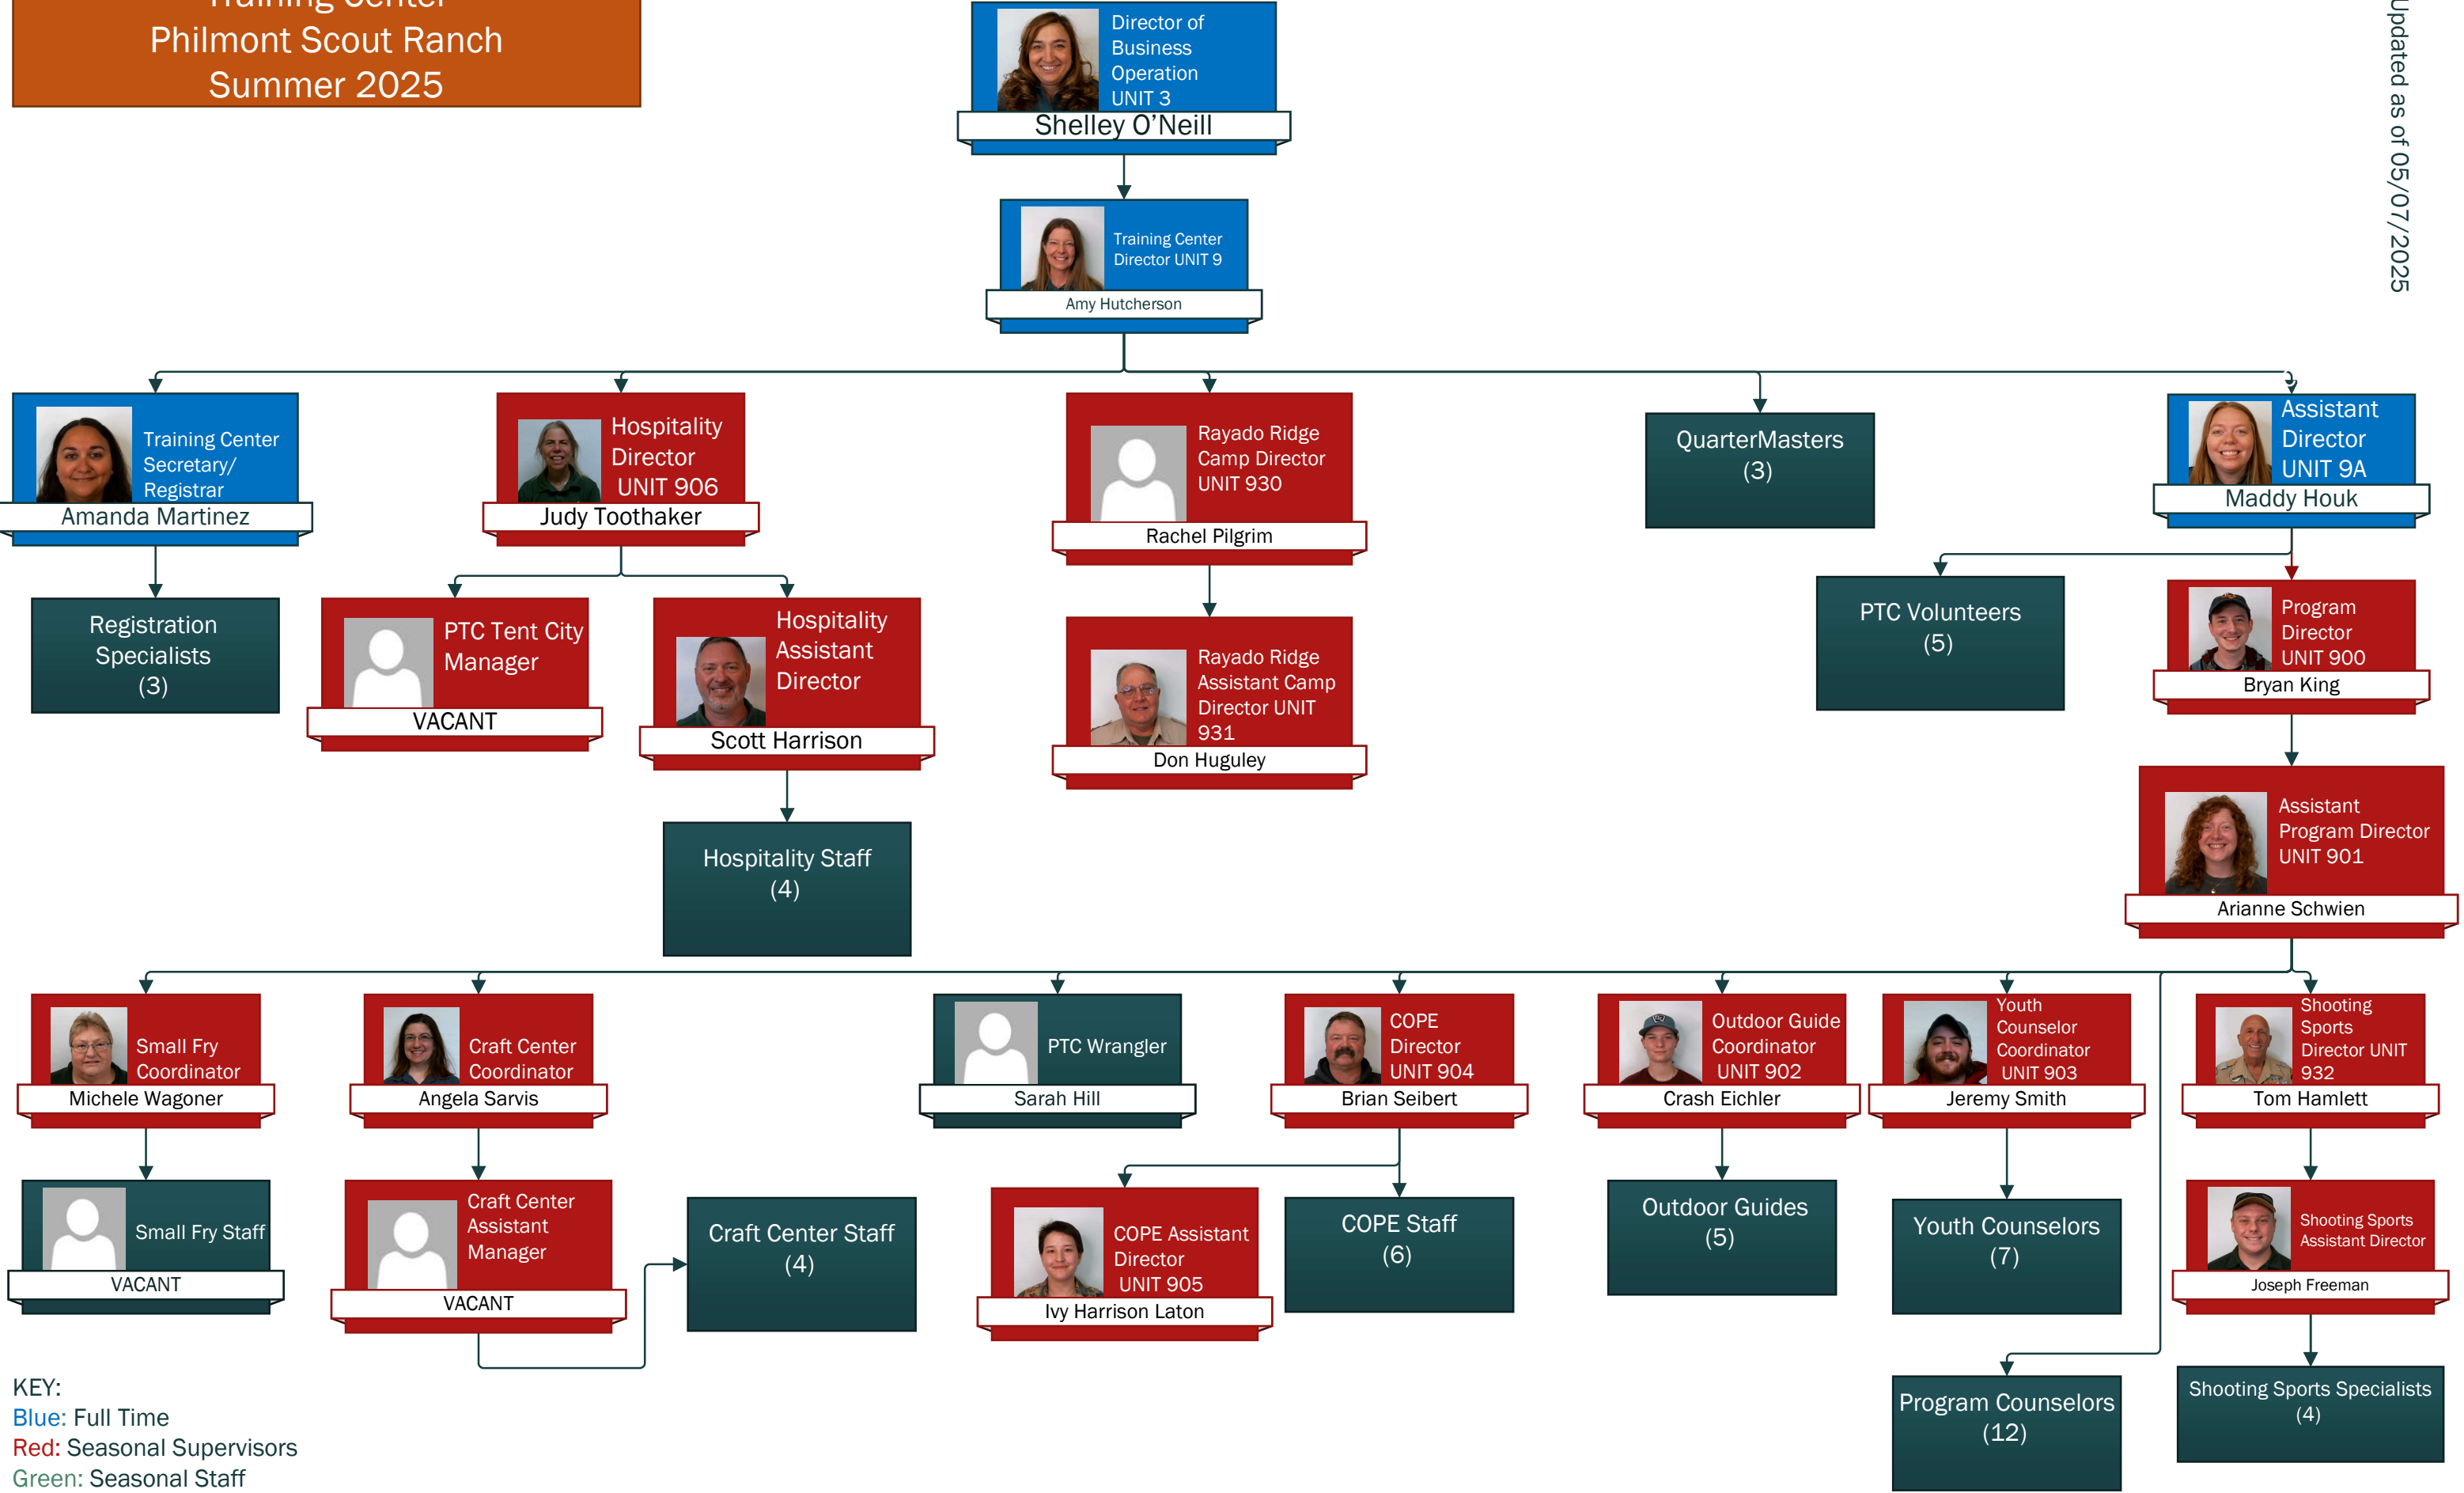 Training Center
Philmont Scout Ranch
Summer 2025
Updated as of 05/07/2025
Director of
Business
Operation
UNIT 3
Shelley O’Neill
Training Center
Director UNIT 9
Amy Hutcherson
Training Center
Secretary/
Registrar
Amanda Martinez
Hospitality
Director
UNIT 906
Judy Toothaker
Rayado Ridge
Camp Director
UNIT 930
Rachel Pilgrim
QuarterMasters
(3)
Assistant
Director
UNIT 9A
Maddy Houk
Registration
Specialists
(3)
PTC Tent City
Manager
VACANT
Hospitality
Assistant
Director
Scott Harrison
Rayado Ridge
Assistant Camp
Director UNIT
931
Don Huguley
PTC Volunteers
(5)
Program
Director
UNIT 900
Bryan King
Hospitality Staff
(4)
Assistant
Program Director
UNIT 901
Arianne Schwien
Small Fry
Coordinator
Michele Wagoner
Craft Center
Coordinator
Angela Sarvis
PTC Wrangler
Sarah Hill
COPE
Director
UNIT 904
Brian Seibert
Outdoor Guide
Coordinator
UNIT 902
Crash Eichler
Youth
Counselor
Coordinator
UNIT 903
Jeremy Smith
Shooting
Sports
Director UNIT
932
Tom Hamlett
Small Fry Staff
VACANT
Craft Center
Assistant
Manager
VACANT
Craft Center Staff
(4)
COPE Assistant
Director
UNIT 905
Ivy Harrison Laton
COPE Staff
(6)
Outdoor Guides
(5)
Youth Counselors
(7)
Shooting Sports
Assistant Director
Joseph Freeman
Program Counselors
(12)
Shooting Sports Specialists
(4)
KEY:
Blue: Full Time
Red: Seasonal Supervisors
Green: Seasonal Staff